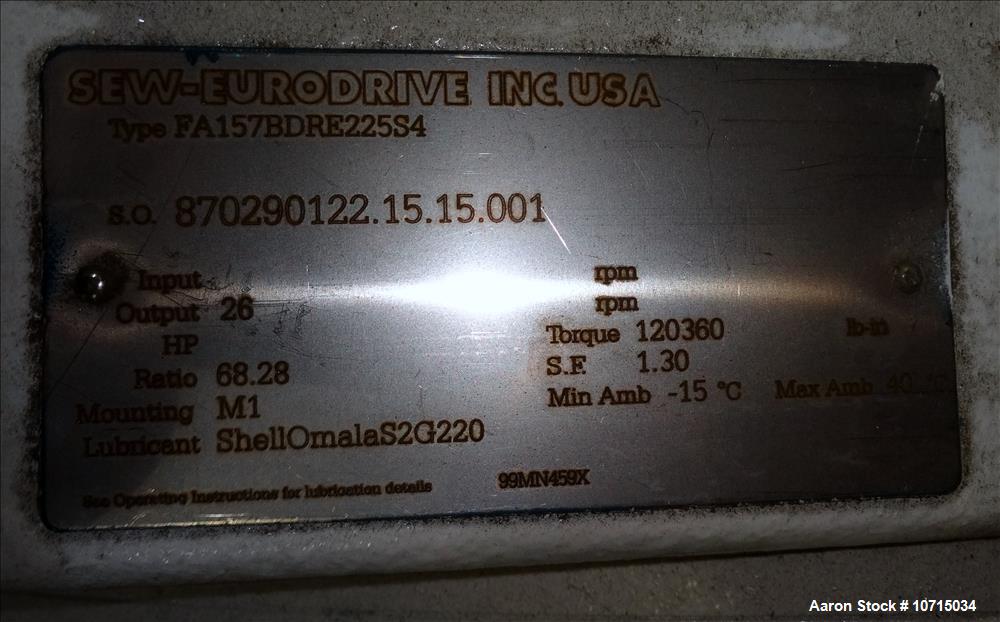 SEW-EURODRIVE INC. USA
Type FA157BDRE225S4
S.O. 870290122.15.15.001
Input rpm
Output 26 rpm
HP Torque 120360 lb-in
Ratio 68.28 S.F. 1.30
Mounting M1 Min Amb -15 °C Max Amb 40 °C
Lubricant ShellOmalaS2G220
See Operating Instructions for lubrication details 99MN459X
Aaron Stock # 10715034